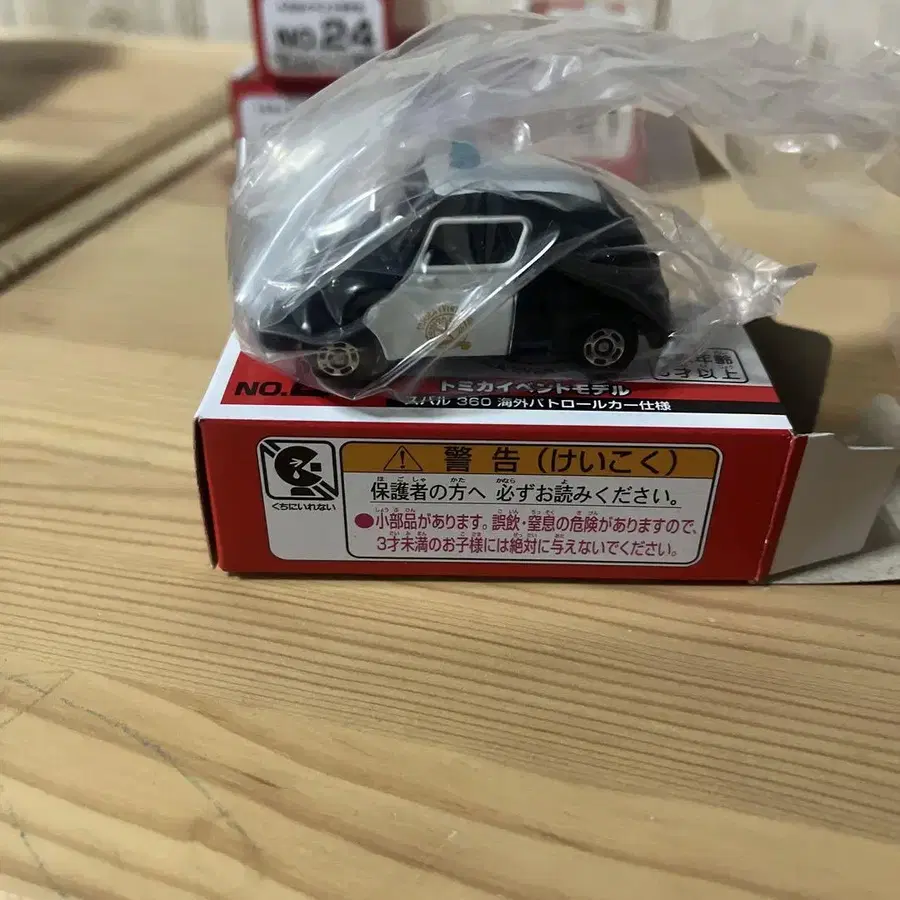 NO.24
NO.
年齢
3才以上
トミカイベントモデル
スバル 360 海外パトロールカー仕様
くちにいれない
警告(けいこく)
保護者の方へ 必ずお読みください。
●小部品があります。誤飲・窒息の危険がありますので、
3才未満のお子様には絶対に与えないでください。